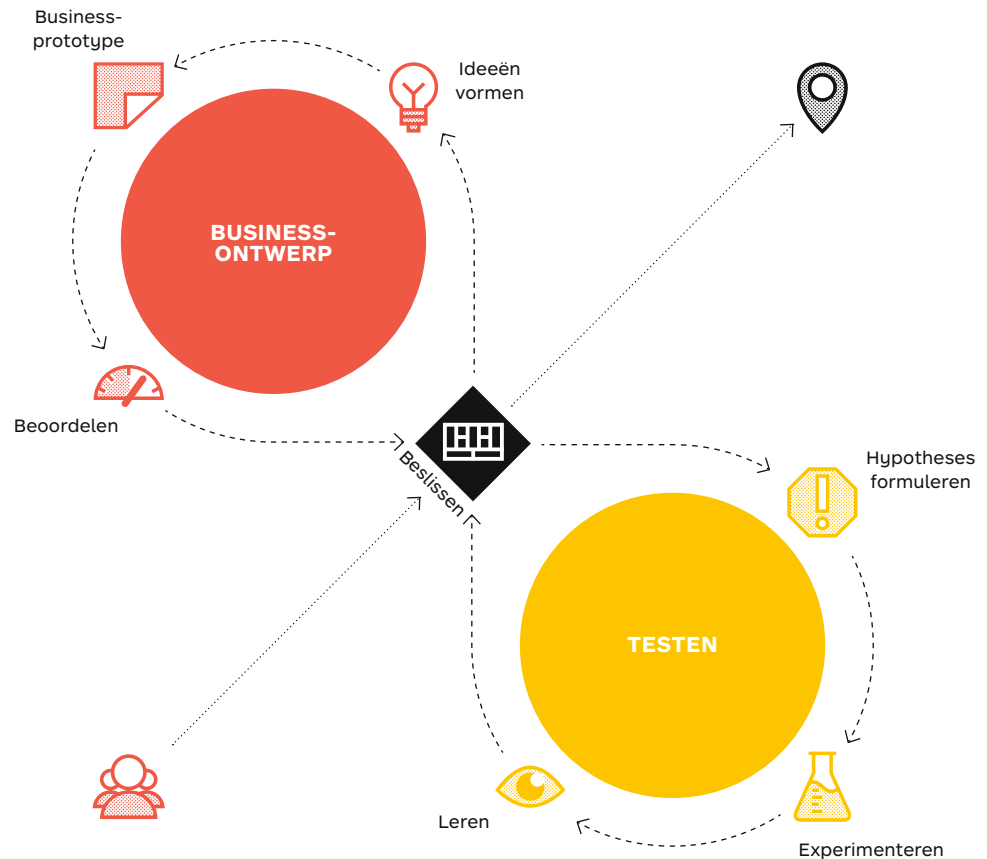 Business-
prototype
Ideeën
vormen
BUSINESS-
ONTWERP
Beoordelen
Beslissen
Hypotheses
formuleren
TESTEN
Leren
Experimenteren